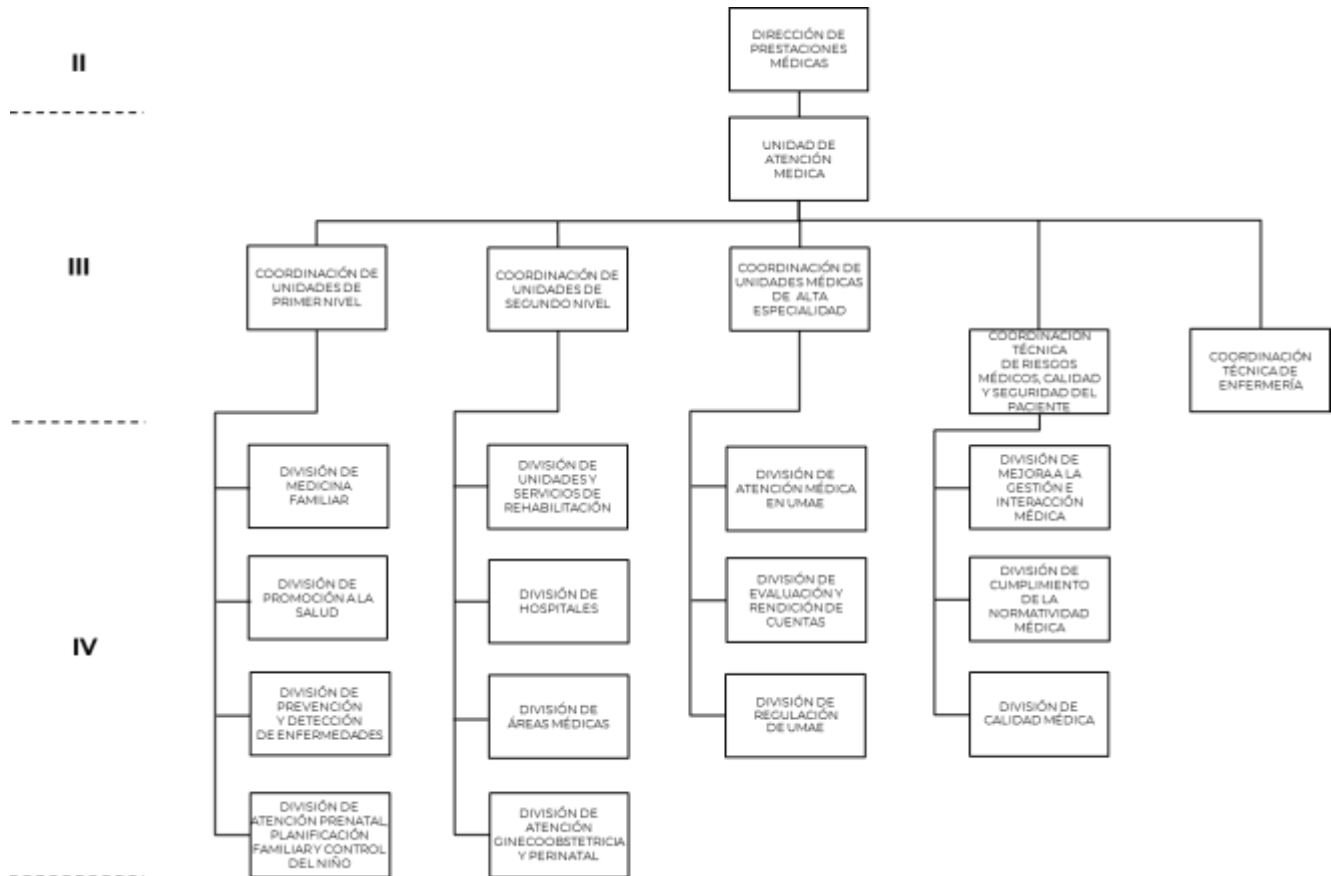 II
DIRECCIÓN DE
PRESTACIONES
MÉDICAS
UNIDAD DE
ATENCIÓN
MEDICA
III
COORDINACIÓN DE
UNIDADES DE
PRIMER NIVEL
COORDINACIÓN DE
UNIDADES DE
SEGUNDO NIVEL
COORDINACIÓN DE
UNIDADES MÉDICAS
DE ALTA
ESPECIALIDAD
COORDINACIÓN
TÉCNICA
DE RIESGOS
MÉDICOS, CALIDAD
Y SEGURIDAD DEL
PACIENTE
COORDINACIÓN
TÉCNICA DE
ENFERMERÍA
IV
DIVISIÓN DE
MEDICINA
FAMILIAR
DIVISIÓN DE
UNIDADES Y
SERVICIOS DE
REHABILITACIÓN
DIVISIÓN DE
ATENCIÓN MÉDICA
EN UMAE
DIVISIÓN DE
MEJORA A LA
GESTIÓN E
INTERACCIÓN
MÉDICA
DIVISIÓN DE
PROMOCIÓN A LA
SALUD
DIVISIÓN DE
HOSPITALES
DIVISIÓN DE
EVALUACIÓN Y
RENDICIÓN DE
CUENTAS
DIVISIÓN DE
CUMPLIMIENTO
DE LA
NORMATIVIDAD
MÉDICA
DIVISIÓN DE
PREVENCIÓN
Y DETECCIÓN
DE ENFERMEDADES
DIVISIÓN DE
ÁREAS MÉDICAS
DIVISIÓN DE
REGULACIÓN
DE UMAE
DIVISIÓN DE
CALIDAD MÉDICA
DIVISIÓN DE
ATENCIÓN PRENATAL,
PLANIFICACIÓN
FAMILIAR Y CONTROL
DEL NIÑO
DIVISIÓN DE
ATENCIÓN
GINECOOBSTETRICIA
Y PERINATAL